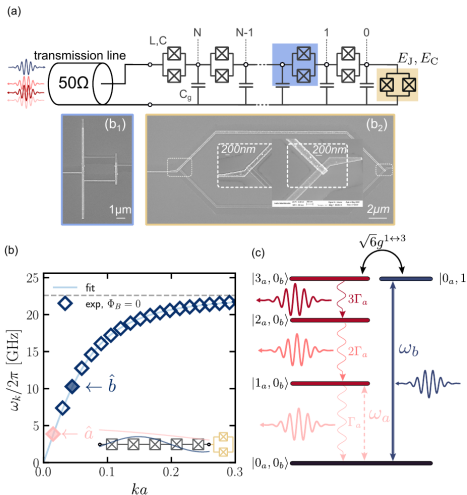 (a)
transmission line
50Ω
L,C
N
N-1
1
0
C_g
E_J, E_C
(b₁)
1μm
(b₂)
200nm
200nm
2μm
(b)
ω_k/2π [GHz]
25
20
15
10
5
0
fit
exp, Φ_B = 0
← b̂
← â
0.0
0.1
0.2
0.3
ka
(c)
√6g^{1↔3}
|3_a, 0_b⟩
|0_a, 1
3Γ_a
|2_a, 0_b⟩
2Γ_a
ω_b
|1_a, 0_b⟩
Γ_a
ω_a
|0_a, 0_b⟩